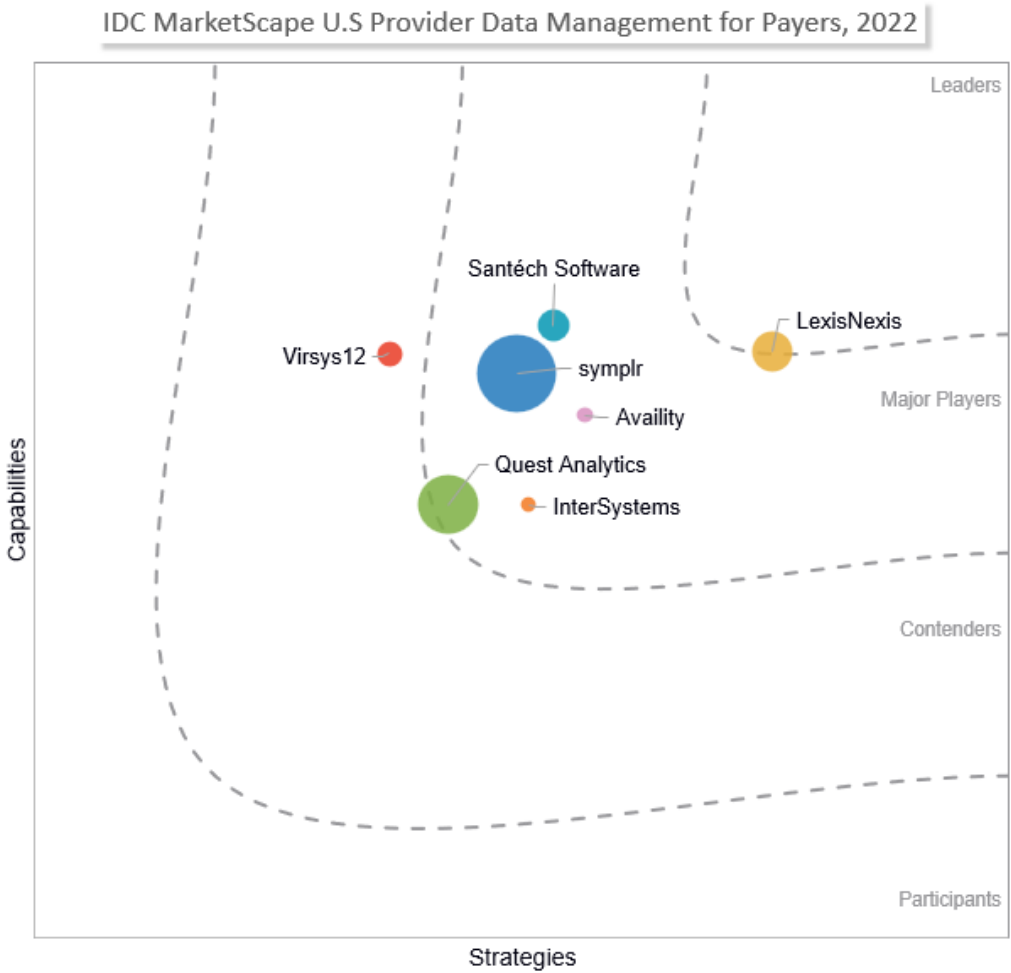 IDC MarketScape U.S Provider Data Management for Payers, 2022
Leaders
Santéch Software
LexisNexis
Virsys12
symplr
Major Players
Availity
Quest Analytics
InterSystems
Capabilities
Contenders
Participants
Strategies